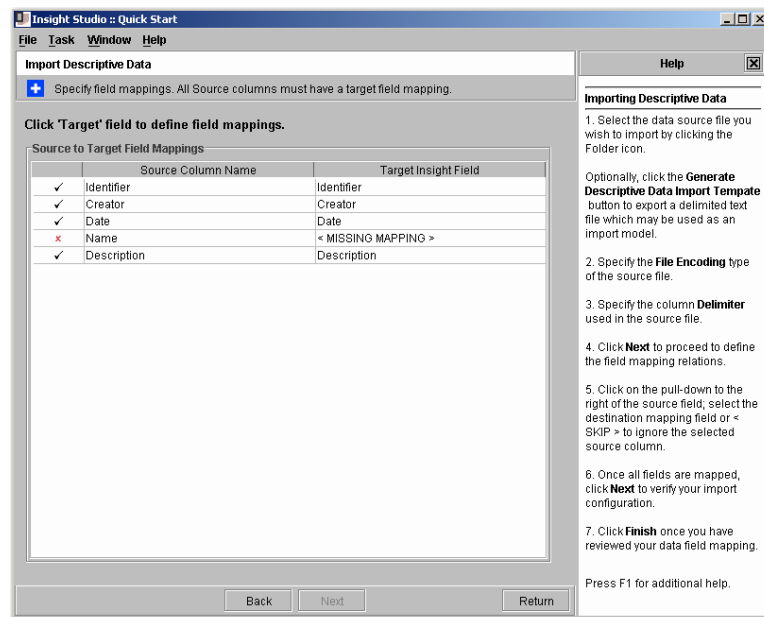 Insight Studio :: Quick Start
File Task Window Help
Import Descriptive Data
Specify field mappings. All Source columns must have a target field mapping.
Click 'Target' field to define field mappings.
Source to Target Field Mappings
Source Column Name Target Insight Field
✓ Identifier Identifier
✓ Creator Creator
✓ Date Date
x Name < MISSING MAPPING >
✓ Description Description
Back Next Return
Help
Importing Descriptive Data
1. Select the data source file you
wish to import by clicking the
Folder icon.
Optionally, click the Generate
Descriptive Data Import Tempate
button to export a delimited text
file which may be used as an
import model.
2. Specify the File Encoding type
of the source file.
3. Specify the column Delimiter
used in the source file.
4. Click Next to proceed to define
the field mapping relations.
5. Click on the pull-down to the
right of the source field; select the
destination mapping field or <
SKIP > to ignore the selected
source column.
6. Once all fields are mapped,
click Next to verify your import
configuration.
7. Click Finish once you have
reviewed your data field mapping.
Press F1 for additional help.